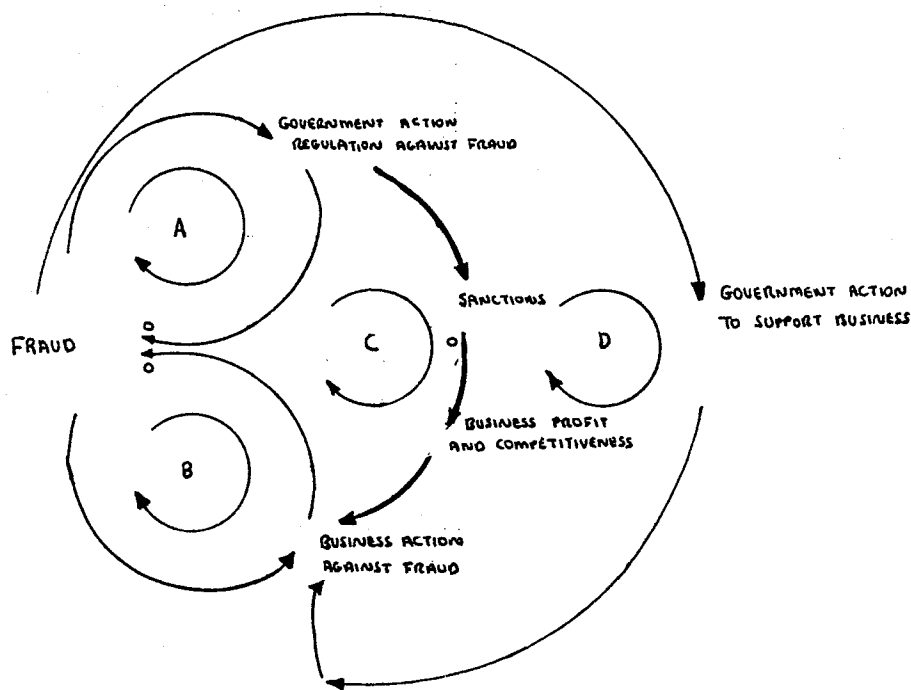 GOVERNMENT ACTION
REGULATION AGAINST FRAUD
A
SANCTIONS
GOVERNMENT ACTION
TO SUPPORT BUSINESS
O
FRAUD
O
C
O
D
BUSINESS PROFIT
AND COMPETITIVENESS
B
BUSINESS ACTION
AGAINST FRAUD